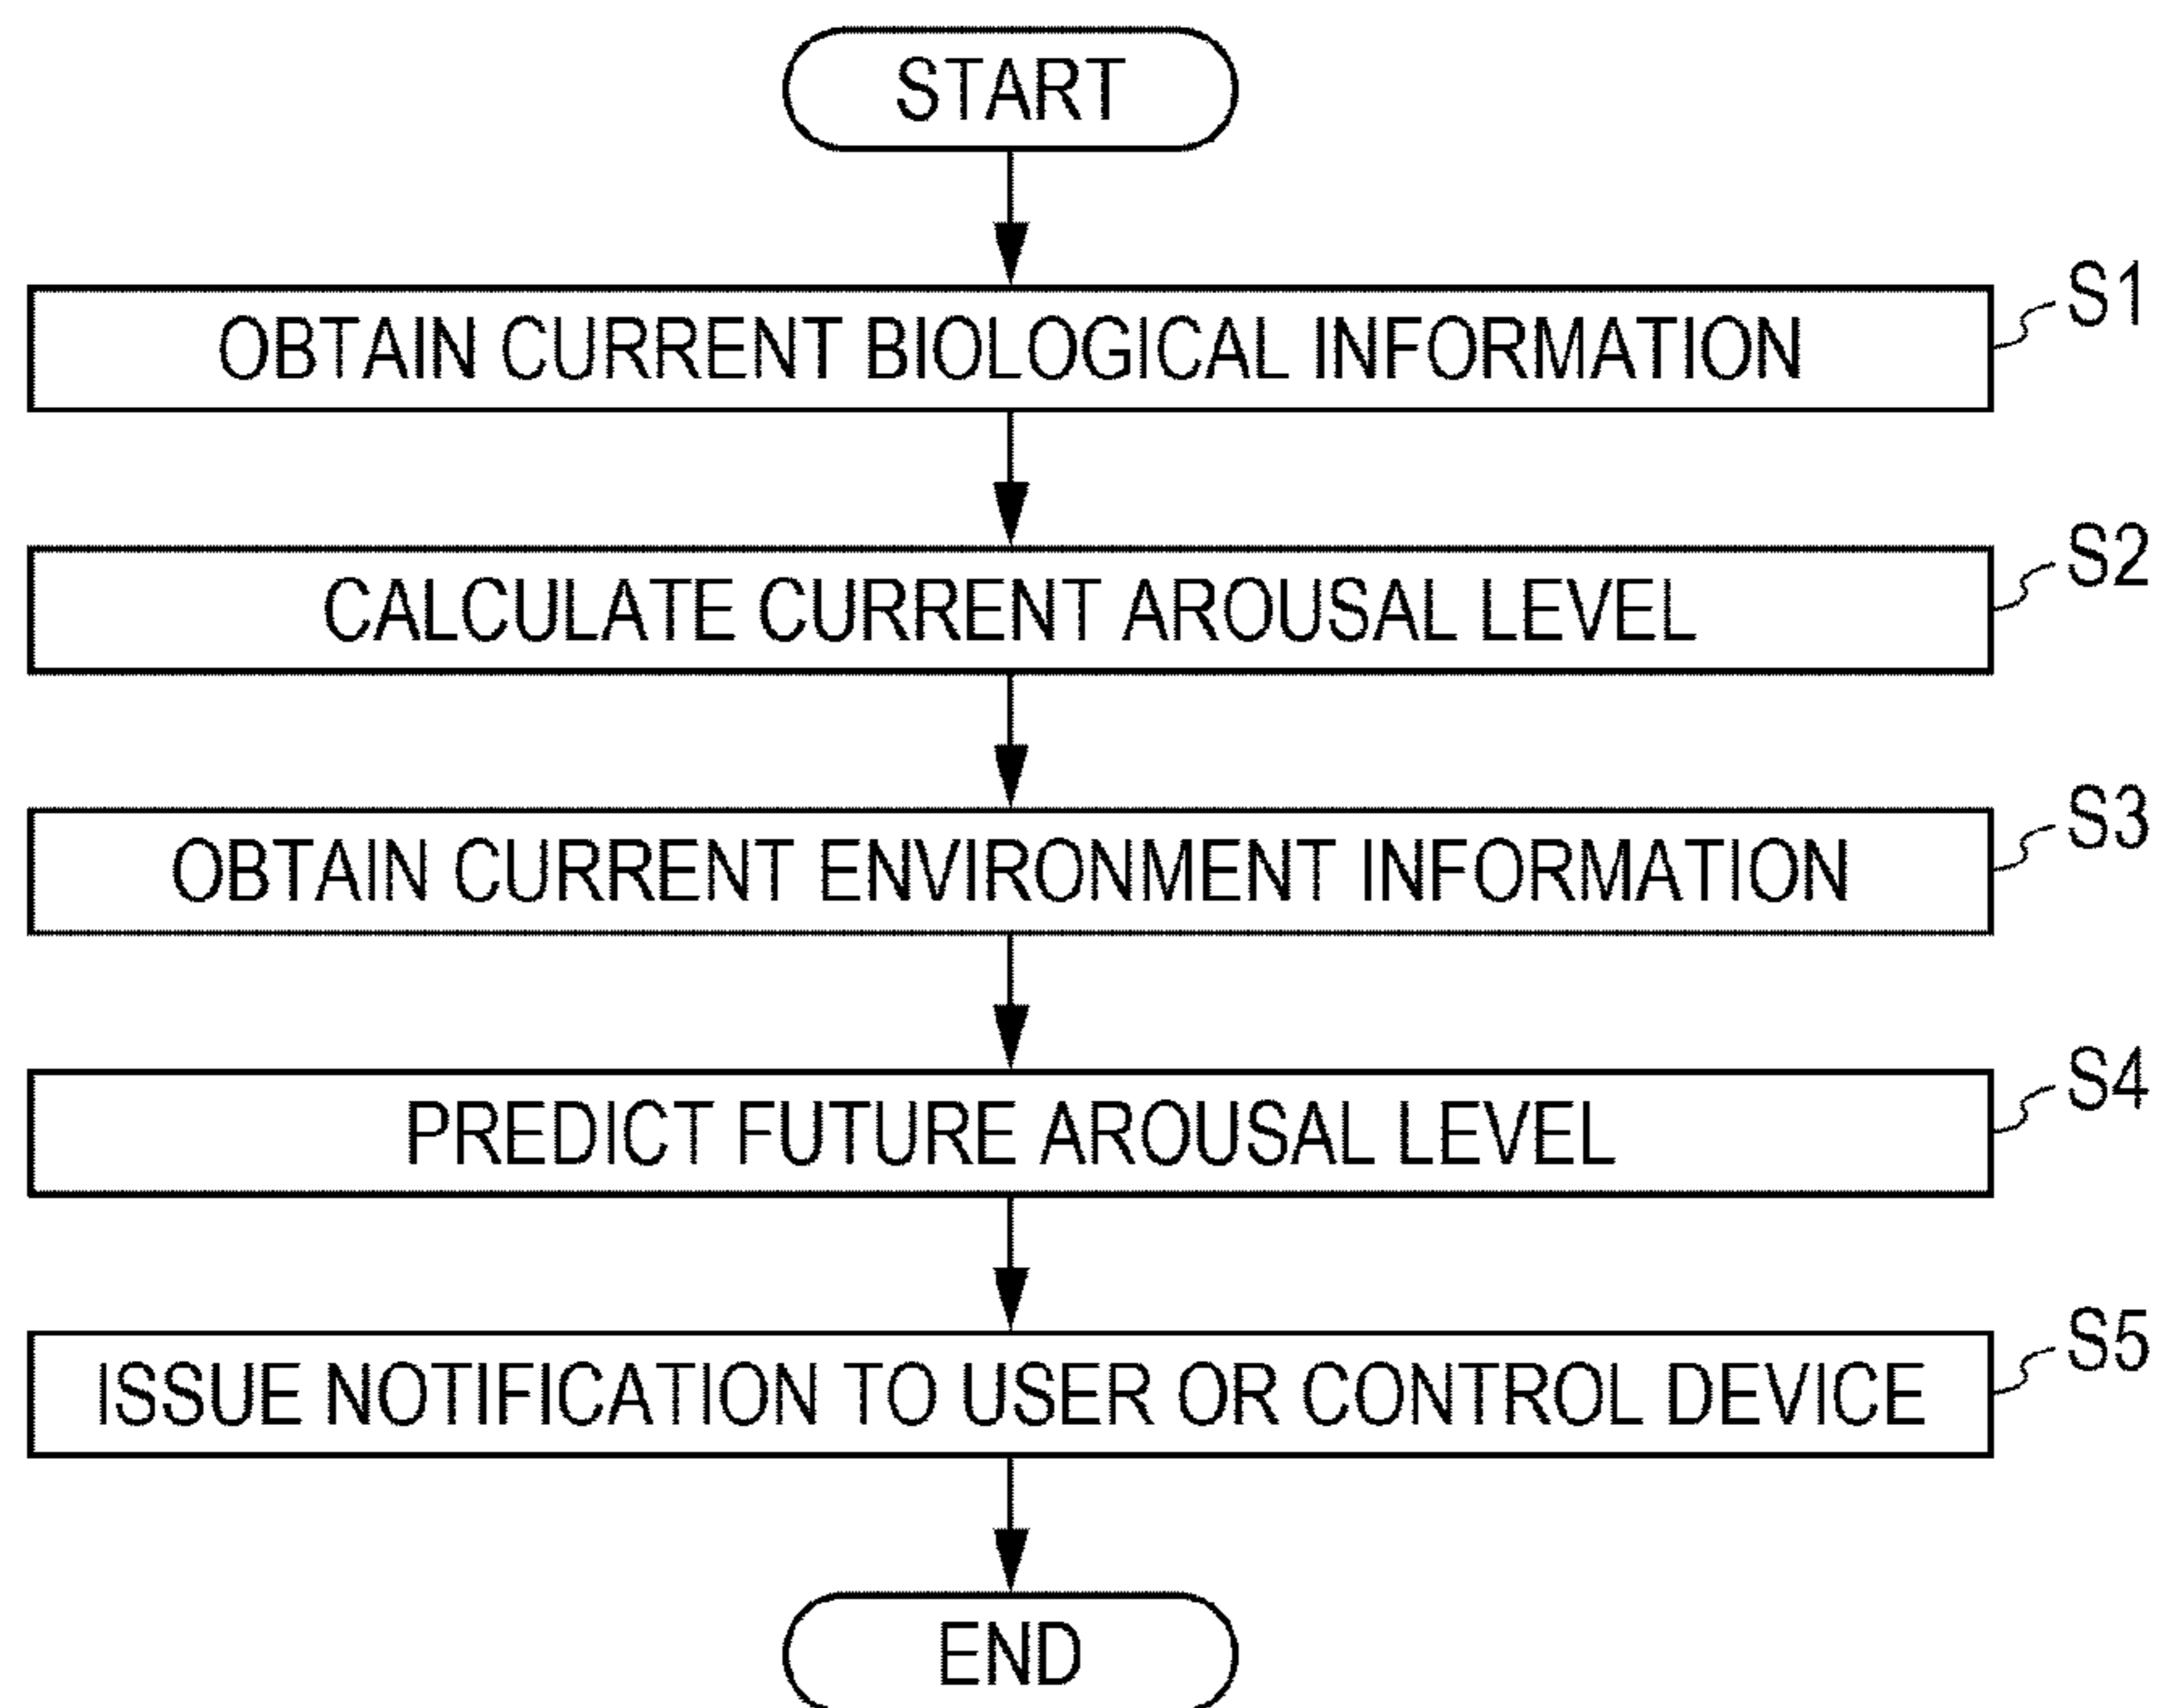 START
OBTAIN CURRENT BIOLOGICAL INFORMATION
S1
CALCULATE CURRENT AROUSAL LEVEL
S2
OBTAIN CURRENT ENVIRONMENT INFORMATION
S3
PREDICT FUTURE AROUSAL LEVEL
S4
ISSUE NOTIFICATION TO USER OR CONTROL DEVICE
S5
END